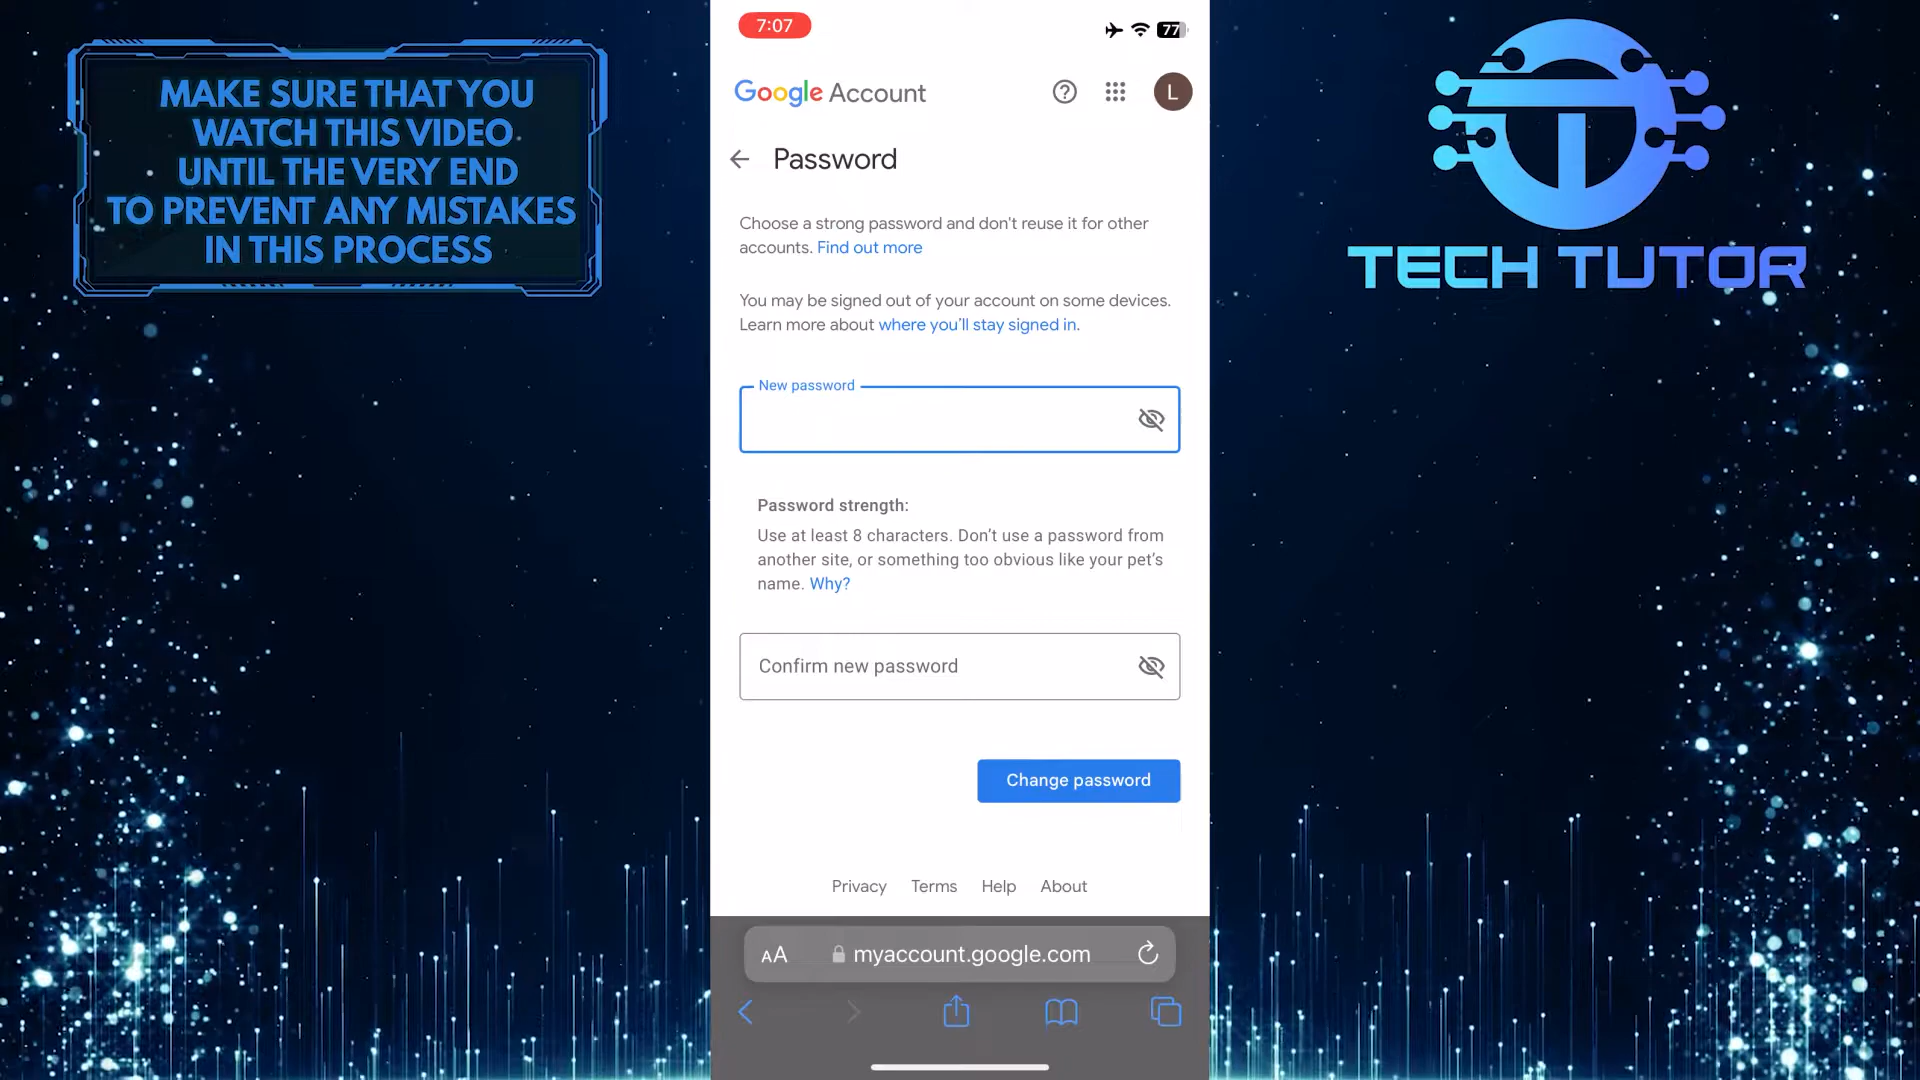 MAKE SURE THAT YOU
WATCH THIS VIDEO
UNTIL THE VERY END
TO PREVENT ANY MISTAKES
IN THIS PROCESS
7:07
77
Google Account
L
Password
Choose a strong password and don't reuse it for other
accounts. Find out more
You may be signed out of your account on some devices.
Learn more about where you'll stay signed in.
New password
Password strength:
Use at least 8 characters. Don't use a password from
another site, or something too obvious like your pet's
name. Why?
Confirm new password
Change password
Privacy Terms Help About
AA myaccount.google.com
TECH TUTOR